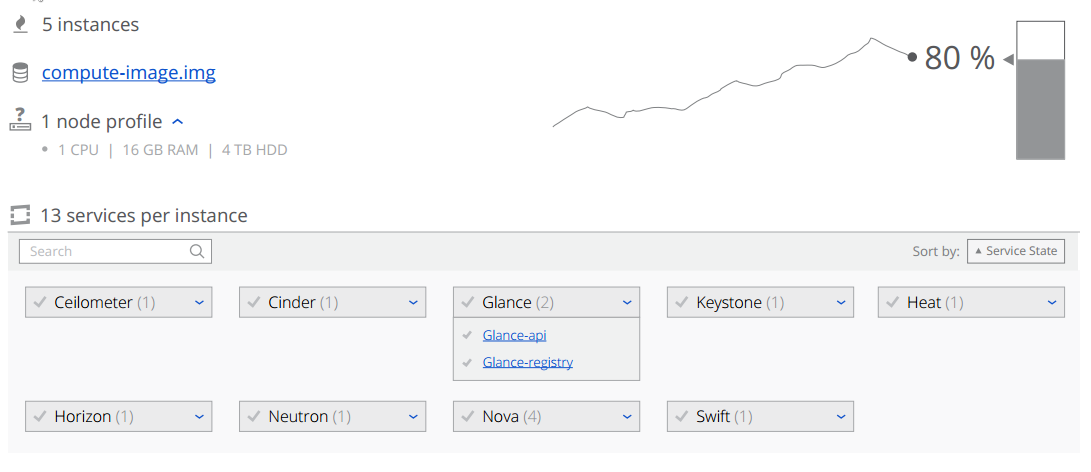 5 instances
80 %
compute-image.img
1 node profile
• 1 CPU | 16 GB RAM | 4 TB HDD
13 services per instance
Search
Sort by: Service State
Ceilometer (1) Cinder (1) Glance (2) Keystone (1) Heat (1)
Glance-api
Glance-registry
Horizon (1) Neutron (1) Nova (4) Swift (1)